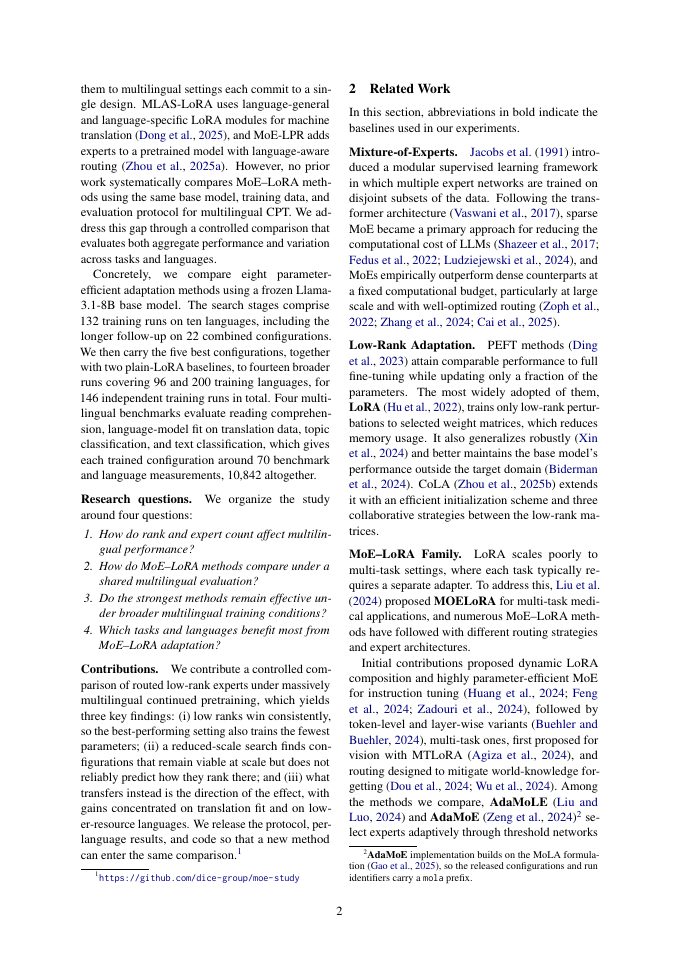 them to multilingual settings each commit to a sin-
gle design. MLAS-LoRA uses language-general
and language-specific LoRA modules for machine
translation (Dong et al., 2025), and MoE-LPR adds
experts to a pretrained model with language-aware
routing (Zhou et al., 2025a). However, no prior
work systematically compares MoE–LoRA meth-
ods using the same base model, training data, and
evaluation protocol for multilingual CPT. We ad-
dress this gap through a controlled comparison that
evaluates both aggregate performance and variation
across tasks and languages.
Concretely, we compare eight parameter-
efficient adaptation methods using a frozen Llama-
3.1-8B base model. The search stages comprise
132 training runs on ten languages, including the
longer follow-up on 22 combined configurations.
We then carry the five best configurations, together
with two plain-LoRA baselines, to fourteen broader
runs covering 96 and 200 training languages, for
146 independent training runs in total. Four multi-
lingual benchmarks evaluate reading comprehen-
sion, language-model fit on translation data, topic
classification, and text classification, which gives
each trained configuration around 70 benchmark
and language measurements, 10,842 altogether.
Research questions. We organize the study
around four questions:
1. How do rank and expert count affect multilin-
gual performance?
2. How do MoE–LoRA methods compare under a
shared multilingual evaluation?
3. Do the strongest methods remain effective un-
der broader multilingual training conditions?
4. Which tasks and languages benefit most from
MoE–LoRA adaptation?
Contributions. We contribute a controlled com-
parison of routed low-rank experts under massively
multilingual continued pretraining, which yields
three key findings: (i) low ranks win consistently,
so the best-performing setting also trains the fewest
parameters; (ii) a reduced-scale search finds con-
figurations that remain viable at scale but does not
reliably predict how they rank there; and (iii) what
transfers instead is the direction of the effect, with
gains concentrated on translation fit and on low-
er-resource languages. We release the protocol, per-
language results, and code so that a new method
can enter the same comparison.1
1https://github.com/dice-group/moe-study
2 Related Work
In this section, abbreviations in bold indicate the
baselines used in our experiments.
Mixture-of-Experts. Jacobs et al. (1991) intro-
duced a modular supervised learning framework
in which multiple expert networks are trained on
disjoint subsets of the data. Following the trans-
former architecture (Vaswani et al., 2017), sparse
MoE became a primary approach for reducing the
computational cost of LLMs (Shazeer et al., 2017;
Fedus et al., 2022; Ludziejewski et al., 2024), and
MoEs empirically outperform dense counterparts at
a fixed computational budget, particularly at large
scale and with well-optimized routing (Zoph et al.,
2022; Zhang et al., 2024; Cai et al., 2025).
Low-Rank Adaptation. PEFT methods (Ding
et al., 2023) attain comparable performance to full
fine-tuning while updating only a fraction of the
parameters. The most widely adopted of them,
LoRA (Hu et al., 2022), trains only low-rank pertur-
bations to selected weight matrices, which reduces
memory usage. It also generalizes robustly (Xin
et al., 2024) and better maintains the base model's
performance outside the target domain (Biderman
et al., 2024). CoLA (Zhou et al., 2025b) extends
it with an efficient initialization scheme and three
collaborative strategies between the low-rank ma-
trices.
MoE–LoRA Family. LoRA scales poorly to
multi-task settings, where each task typically re-
quires a separate adapter. To address this, Liu et al.
(2024) proposed MOELoRA for multi-task medi-
cal applications, and numerous MoE–LoRA meth-
ods have followed with different routing strategies
and expert architectures.
Initial contributions proposed dynamic LoRA
composition and highly parameter-efficient MoE
for instruction tuning (Huang et al., 2024; Feng
et al., 2024; Zadouri et al., 2024), followed by
token-level and layer-wise variants (Buehler and
Buehler, 2024), multi-task ones, first proposed for
vision with MTLoRA (Agiza et al., 2024), and
routing designed to mitigate world-knowledge for-
getting (Dou et al., 2024; Wu et al., 2024). Among
the methods we compare, AdaMoLE (Liu and
Luo, 2024) and AdaMoE (Zeng et al., 2024)2 se-
lect experts adaptively through threshold networks
2AdaMoE implementation builds on the MoLA formula-
tion (Gao et al., 2025), so the released configurations and run
identifiers carry a mola prefix.
2